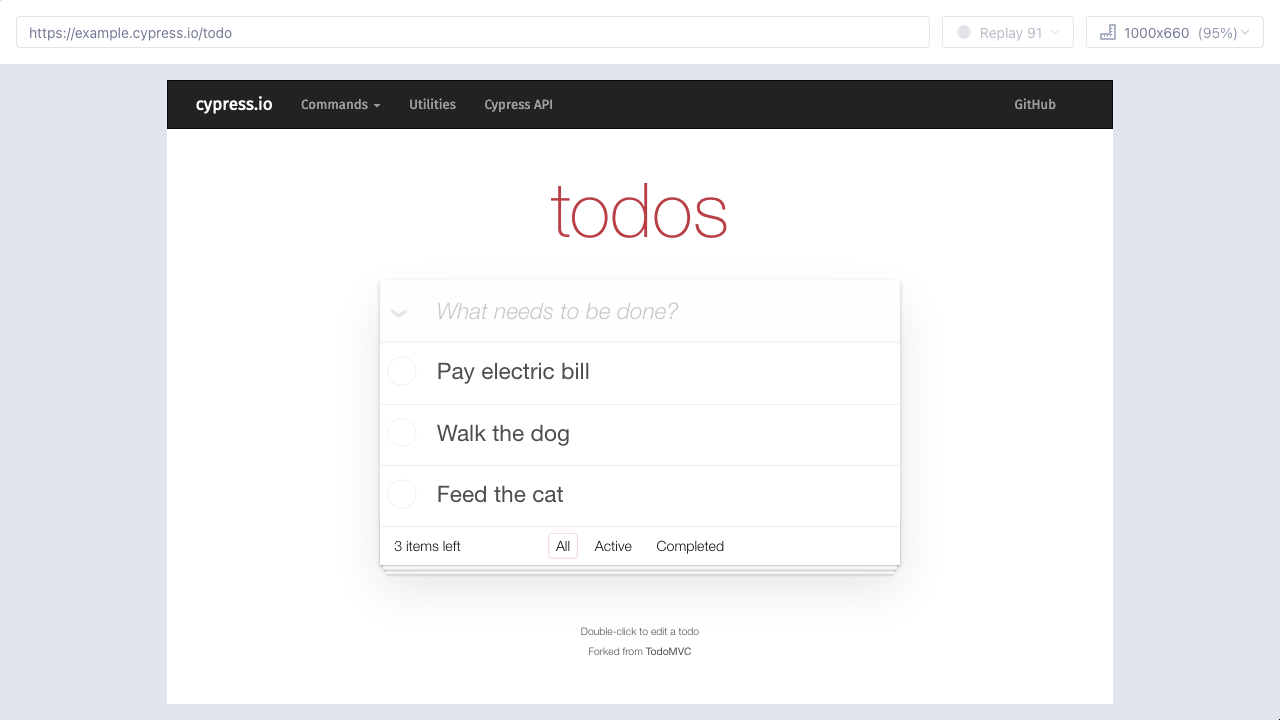 https://example.cypress.io/todo
Replay 91
1000x660 (95%)
cypress.io Commands Utilities Cypress API GitHub
todos
What needs to be done?
Pay electric bill
Walk the dog
Feed the cat
3 items left All Active Completed
Double-click to edit a todo
Forked from TodoMVC